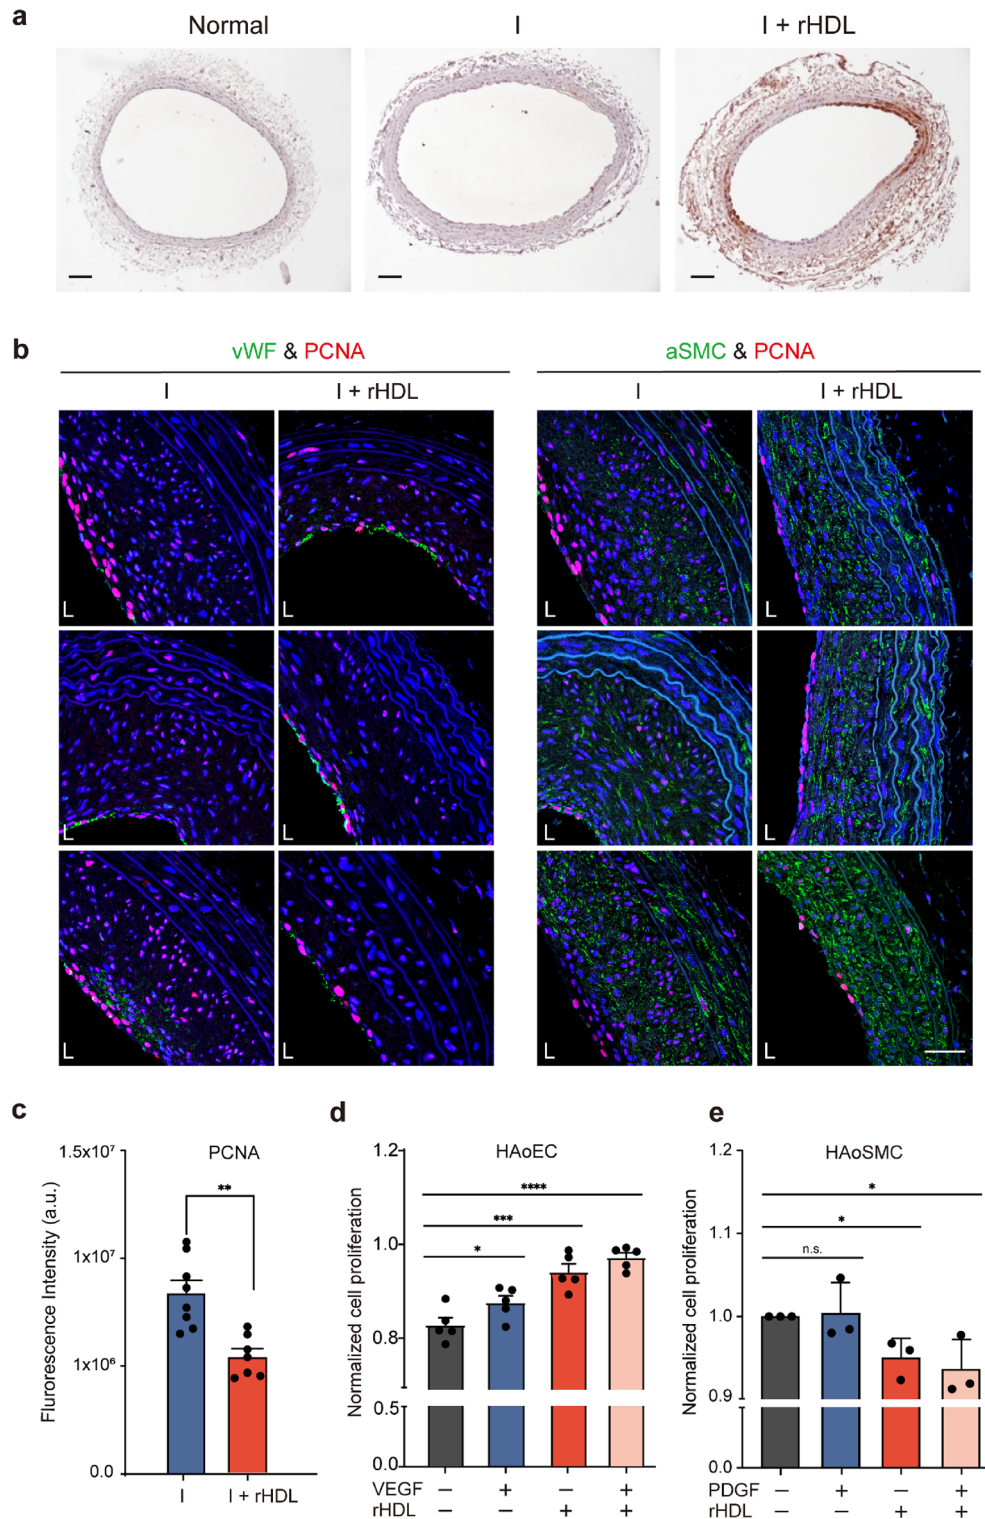 a
Normal
I
I + rHDL
b
vWF & PCNA
aSMC & PCNA
I
I + rHDL
I
I + rHDL
L
L
L
L
L
L
L
L
L
L
L
L
c
PCNA
Flurorescence Intensity (a.u.)
1.5x10⁷
1x10⁷
1x10⁶
0.0
**
I
I + rHDL
d
HAoEC
Normalized cell proliferation
1.2
1.0
0.8
0.5
0.0
****
***
*
VEGF − + − +
rHDL − − + +
e
HAoSMC
Normalized cell proliferation
1.2
1.1
1.0
0.9
0.0
*
*
n.s.
PDGF − + − +
rHDL − − + +